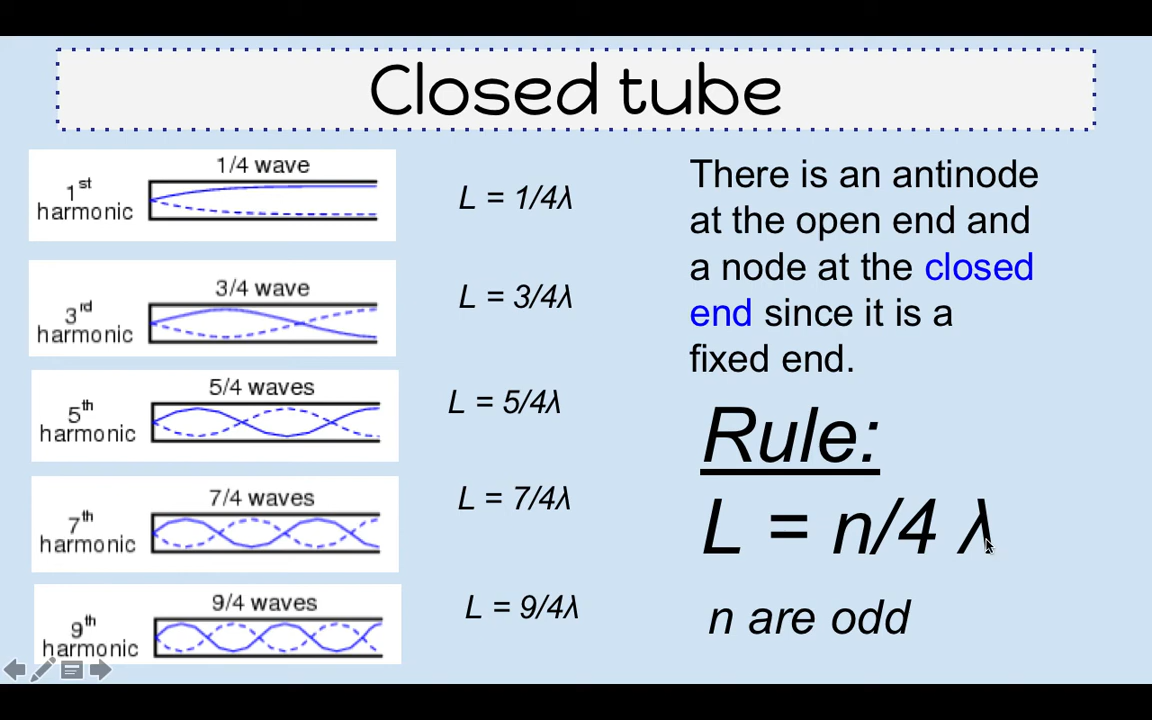 Closed tube
1/4 wave
1st
harmonic
L = 1/4λ
3/4 wave
3rd
harmonic
L = 3/4λ
5/4 waves
5th
harmonic
L = 5/4λ
7/4 waves
7th
harmonic
L = 7/4λ
9/4 waves
9th
harmonic
L = 9/4λ
There is an antinode
at the open end and
a node at the closed
end since it is a
fixed end.
Rule:
L = n/4 λ
n are odd